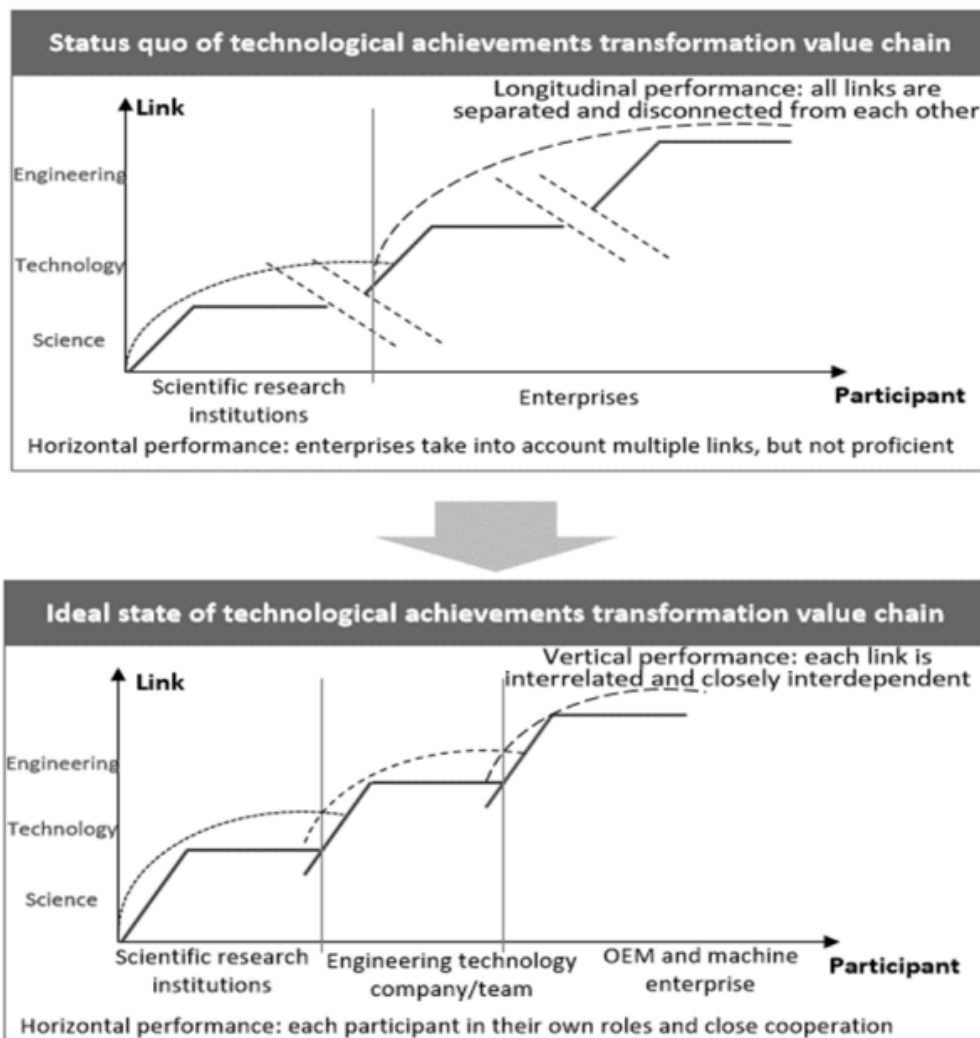 Status quo of technological achievements transformation value chain
Longitudinal performance: all links are
separated and disconnected from each other
Link
Engineering
Technology
Science
Scientific research
institutions
Enterprises
Participant
Horizontal performance: enterprises take into account multiple links, but not proficient
Ideal state of technological achievements transformation value chain
Vertical performance: each link is
interrelated and closely interdependent
Link
Engineering
Technology
Science
Scientific research
institutions
Engineering technology
company/team
OEM and machine
enterprise
Participant
Horizontal performance: each participant in their own roles and close cooperation